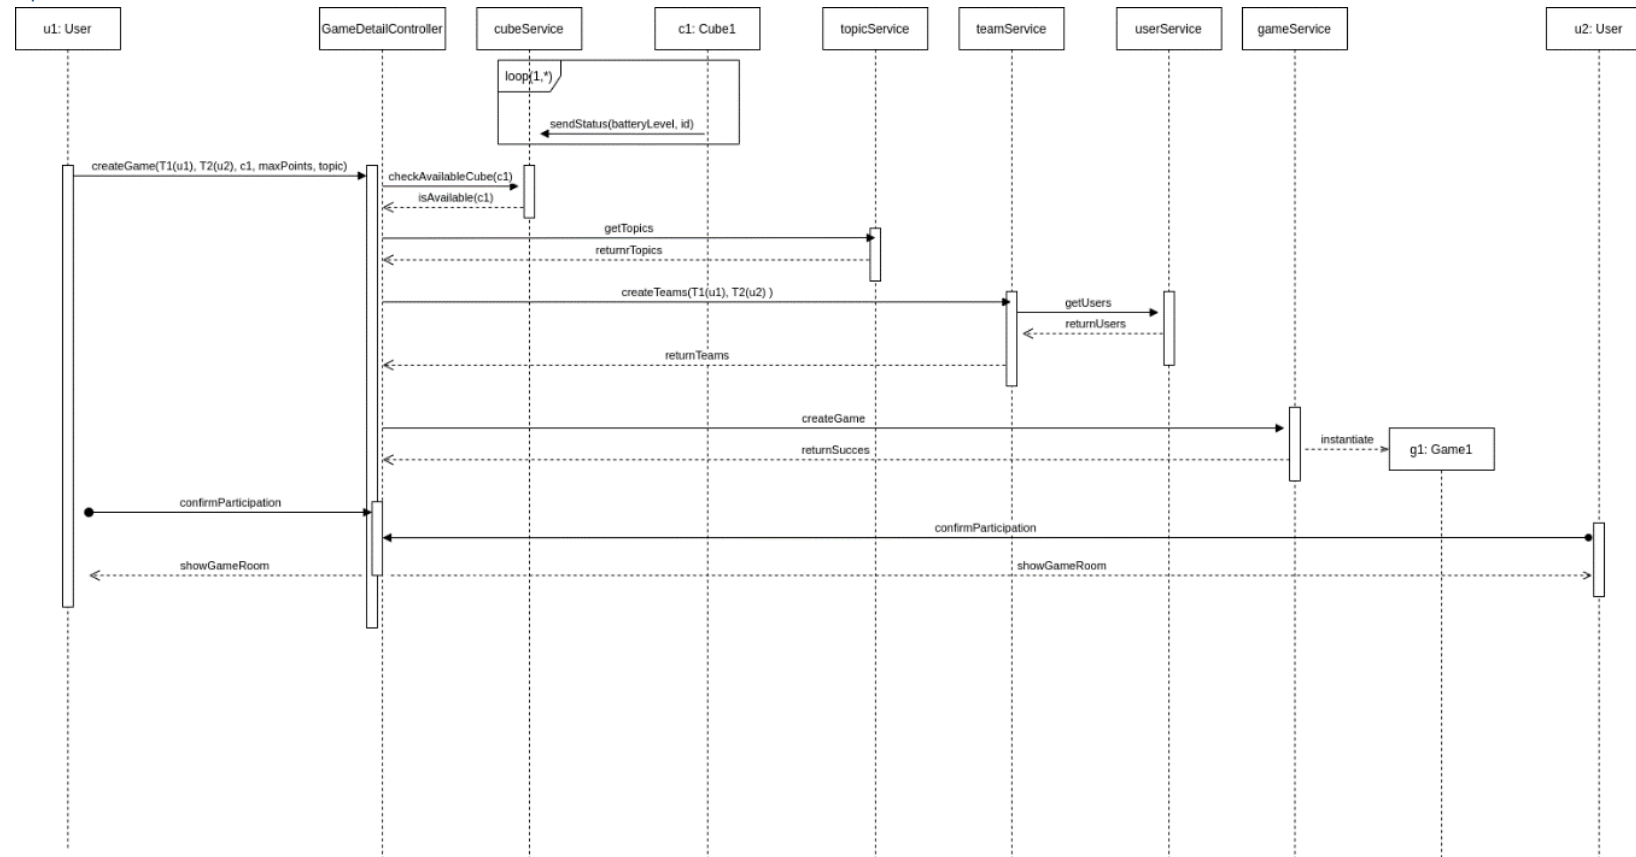 u1: User
GameDetailController
cubeService
c1: Cube1
topicService
teamService
userService
gameService
u2: User
loop(1,*)
sendStatus(batteryLevel, id)
createGame(T1(u1), T2(u2), c1, maxPoints, topic)
checkAvailableCube(c1)
isAvailable(c1)
getTopics
returnrTopics
createTeams(T1(u1), T2(u2) )
getUsers
returnUsers
returnTeams
createGame
instantiate
g1: Game1
returnSucces
confirmParticipation
confirmParticipation
showGameRoom
showGameRoom